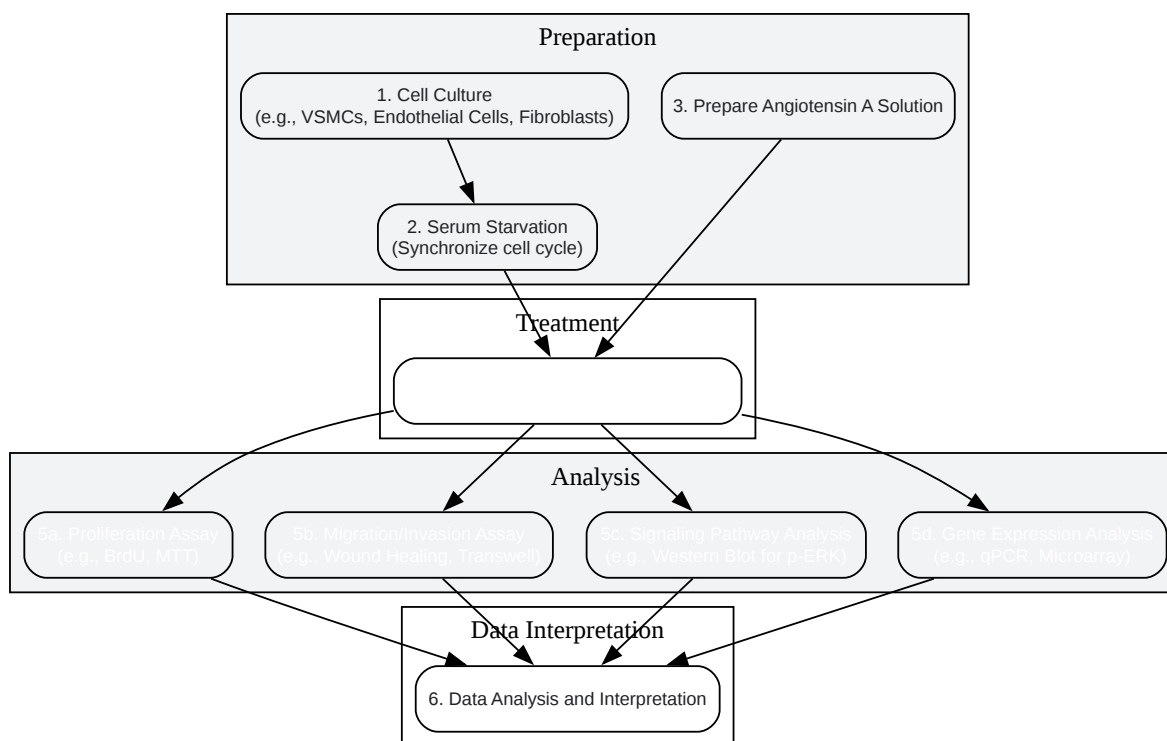 Preparation
1. Cell Culture
(e.g., VSMCs, Endothelial Cells, Fibroblasts)
3. Prepare Angiotensin A Solution
2. Serum Starvation
(Synchronize cell cycle)
Treatment
Analysis
5a. Proliferation Assay
(e.g., BrdU, MTT)
5b. Migration/Invasion Assay
(e.g., Wound Healing, Transwell)
5c. Signaling Pathway Analysis
(e.g., Western Blot for p-ERK)
5d. Gene Expression Analysis
(e.g., qPCR, Microarray)
Data Interpretation
6. Data Analysis and Interpretation